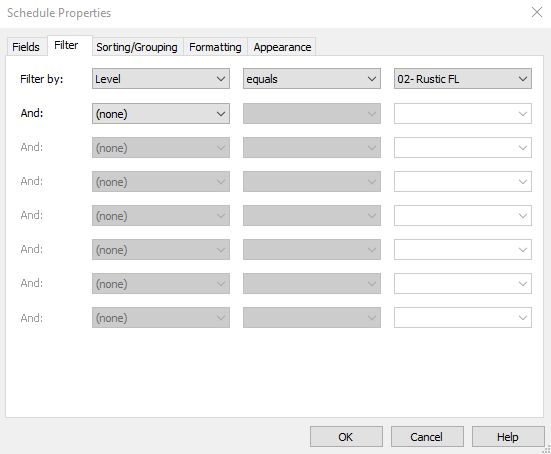 Schedule Properties
Fields Filter Sorting/Grouping Formatting Appearance
Filter by: Level equals 02- Rustic FL
And: (none)
And: (none)
And: (none)
And: (none)
And: (none)
And: (none)
And: (none)
OK Cancel Help